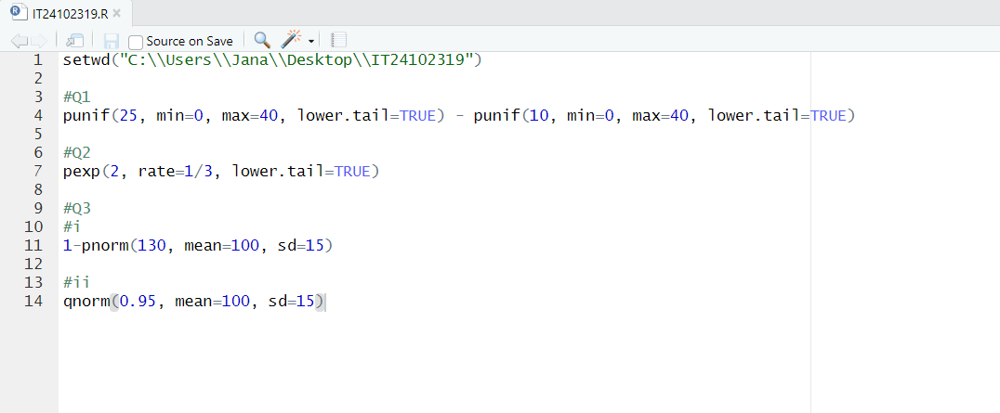 IT24102319.R
Source on Save
1 setwd("C:\\Users\\Jana\\Desktop\\IT24102319")
2
3 #Q1
4 punif(25, min=0, max=40, lower.tail=TRUE) - punif(10, min=0, max=40, lower.tail=TRUE)
5
6 #Q2
7 pexp(2, rate=1/3, lower.tail=TRUE)
8
9 #Q3
10 #i
11 1-pnorm(130, mean=100, sd=15)
12
13 #ii
14 qnorm(0.95, mean=100, sd=15)